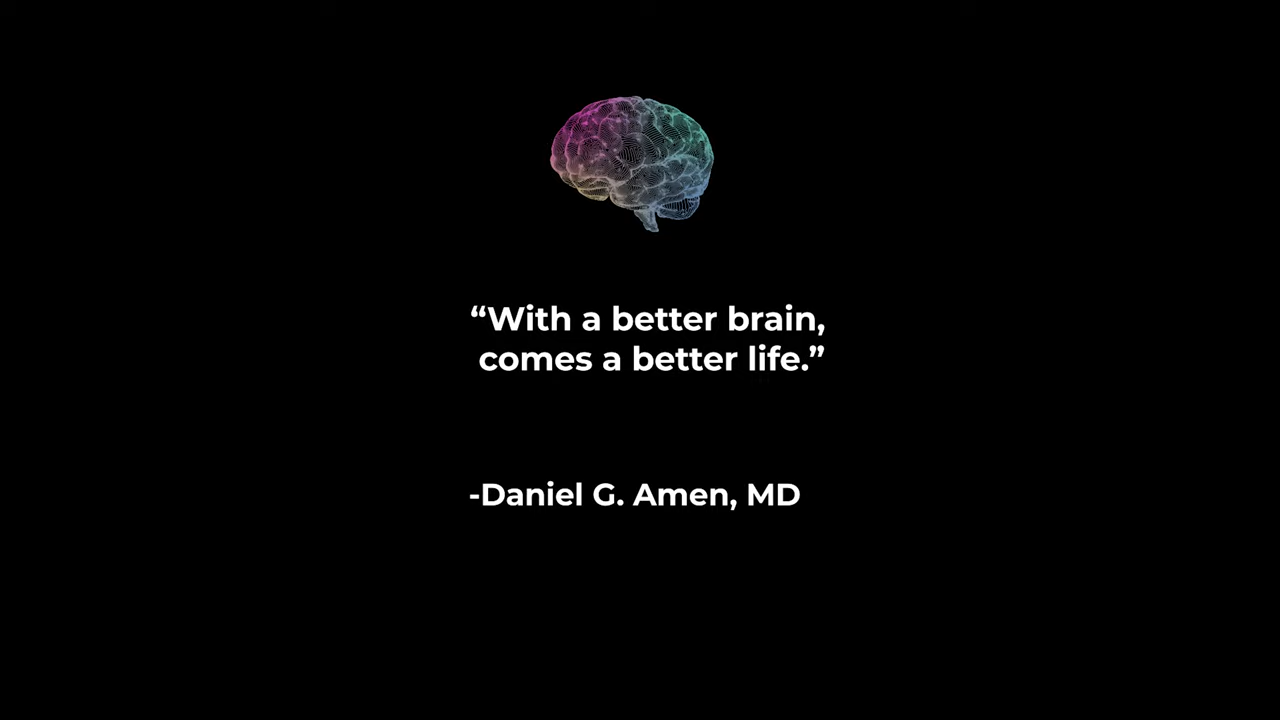 “With a better brain,
comes a better life.”
-Daniel G. Amen, MD